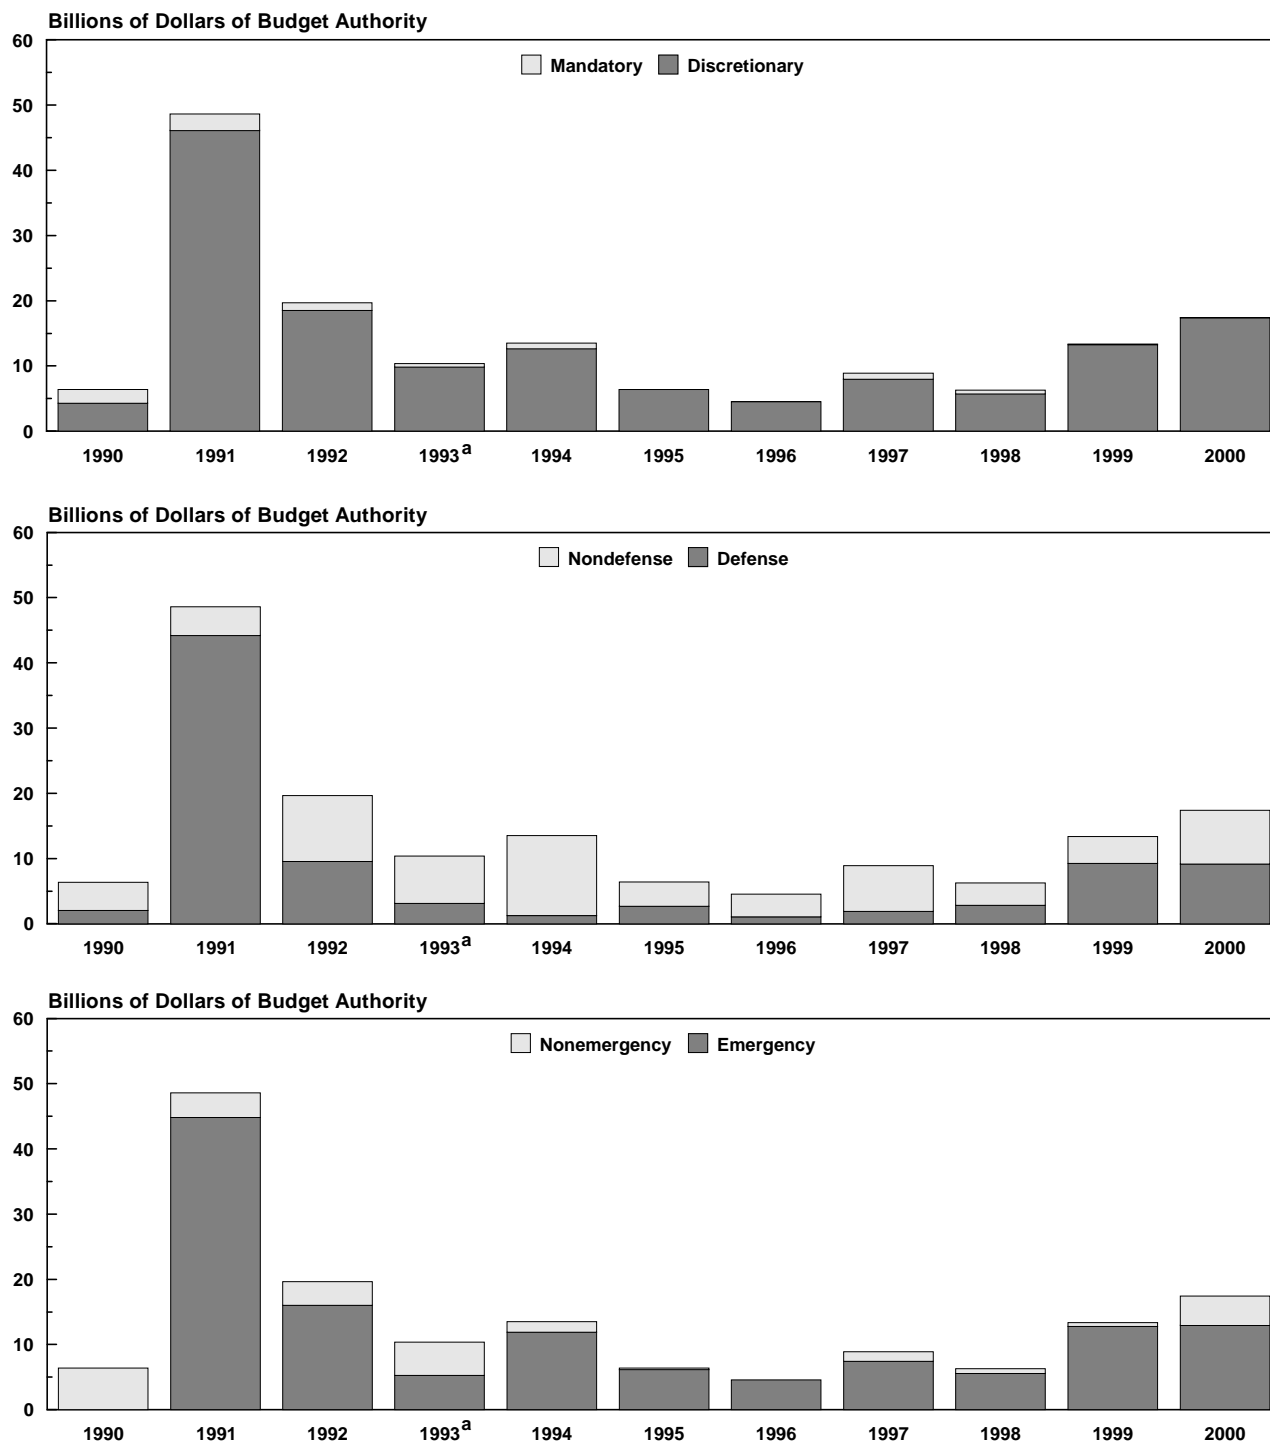 Billions of Dollars of Budget Authority
60
Mandatory Discretionary
50
40
30
20
10
0
1990 1991 1992 1993a 1994 1995 1996 1997 1998 1999 2000
Billions of Dollars of Budget Authority
60
Nondefense Defense
50
40
30
20
10
0
1990 1991 1992 1993a 1994 1995 1996 1997 1998 1999 2000
Billions of Dollars of Budget Authority
60
Nonemergency Emergency
50
40
30
20
10
0
1990 1991 1992 1993a 1994 1995 1996 1997 1998 1999 2000